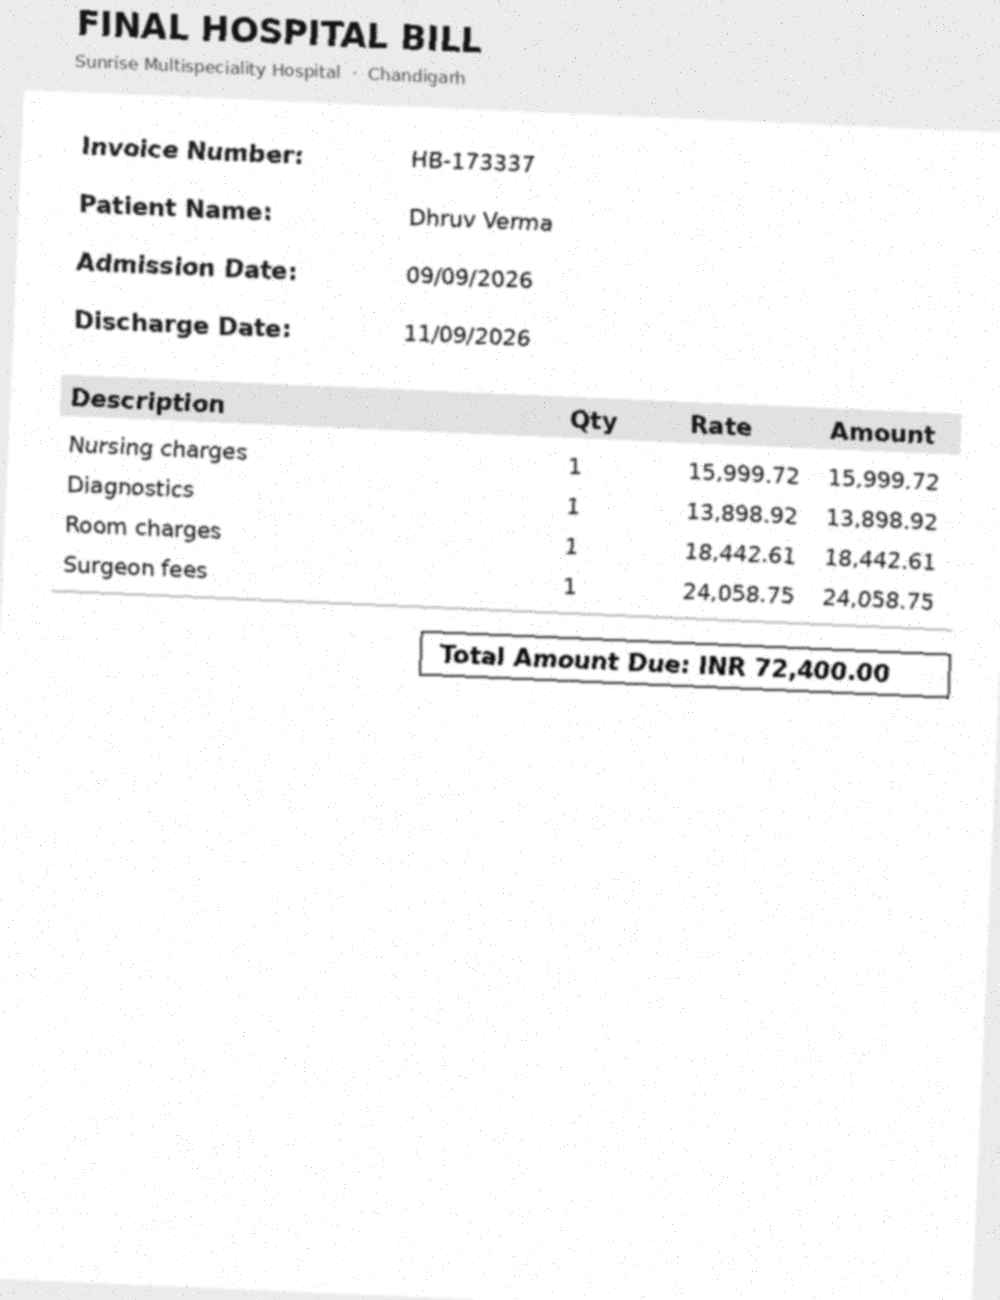 FINAL HOSPITAL BILL
Sunrise Multispeciality Hospital · Chandigarh
Invoice Number: HB-173337
Patient Name: Dhruv Verma
Admission Date: 09/09/2026
Discharge Date: 11/09/2026
Description Qty Rate Amount
Nursing charges 1 15,999.72 15,999.72
Diagnostics 1 13,898.92 13,898.92
Room charges 1 18,442.61 18,442.61
Surgeon fees 1 24,058.75 24,058.75
Total Amount Due: INR 72,400.00